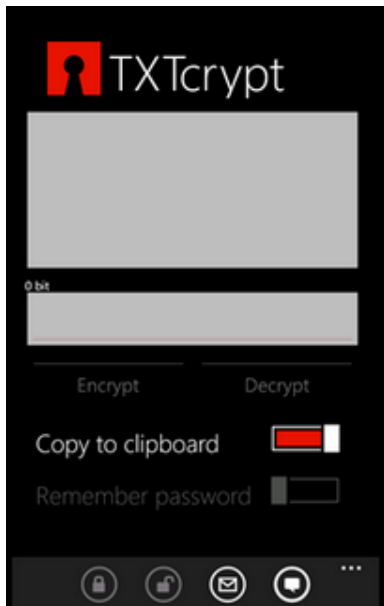 TXTcrypt
0 bit
Encrypt Decrypt
Copy to clipboard
Remember password